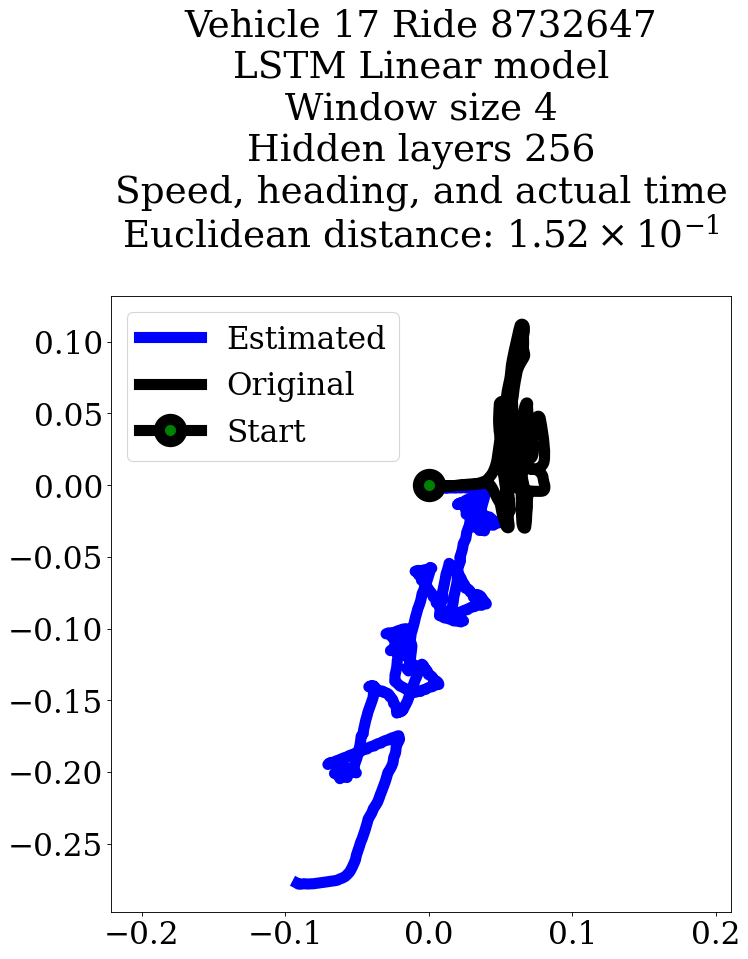 Vehicle 17 Ride 8732647
LSTM Linear model
Window size 4
Hidden layers 256
Speed, heading, and actual time
Euclidean distance: 1.52 × 10⁻¹
Estimated
Original
Start
0.10
0.05
0.00
−0.05
−0.10
−0.15
−0.20
−0.25
−0.2 −0.1 0.0 0.1 0.2